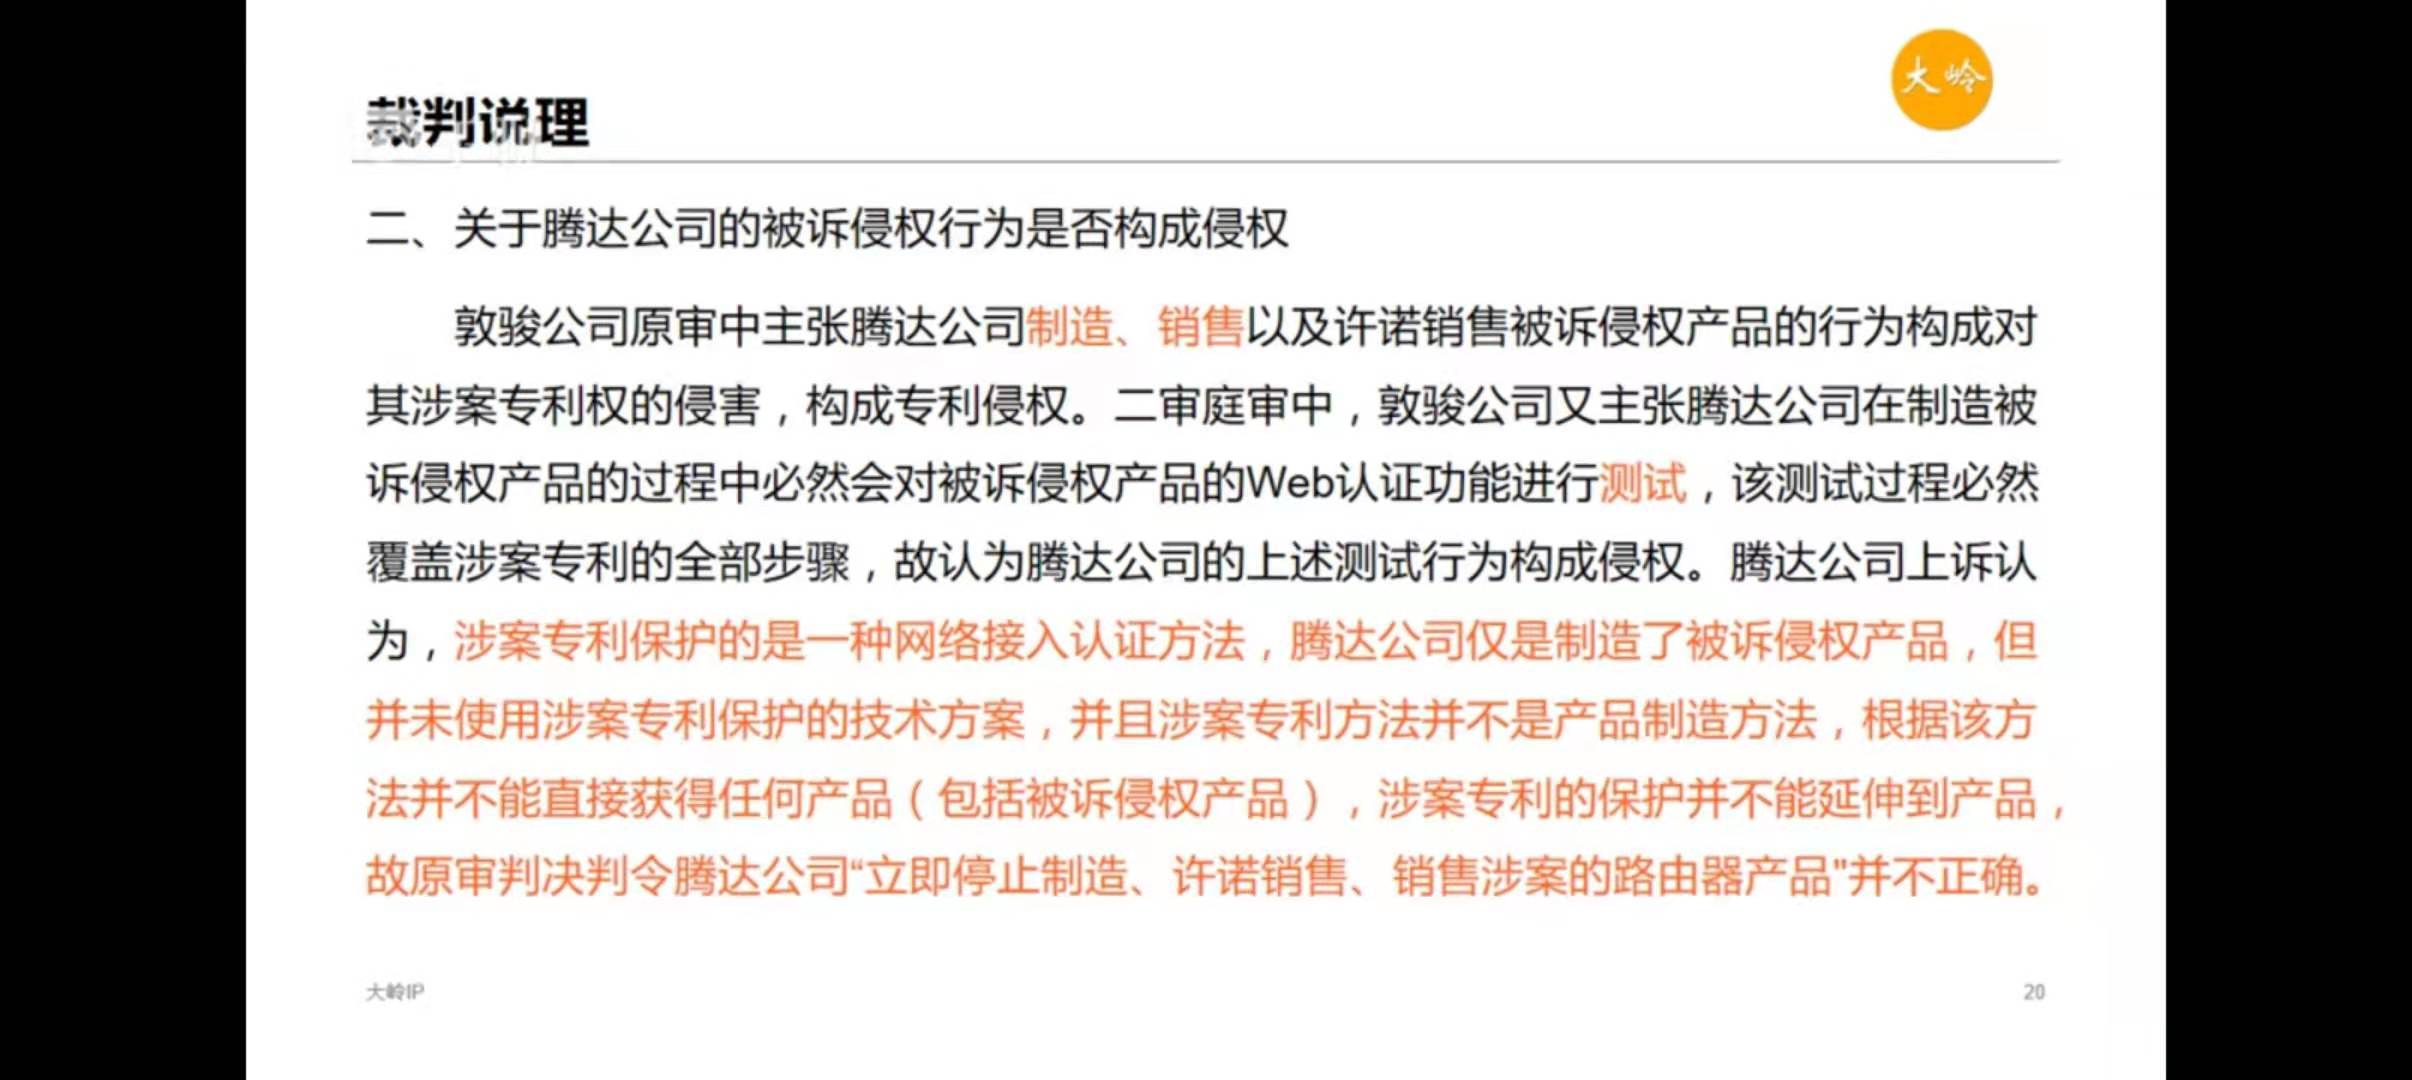 大岭
裁判说理
二、关于腾达公司的被诉侵权行为是否构成侵权
敦骏公司原审中主张腾达公司制造、销售以及许诺销售被诉侵权产品的行为构成对
其涉案专利权的侵害，构成专利侵权。二审庭审中，敦骏公司又主张腾达公司在制造被
诉侵权产品的过程中必然会对被诉侵权产品的Web认证功能进行测试，该测试过程必然
覆盖涉案专利的全部步骤，故认为腾达公司的上述测试行为构成侵权。腾达公司上诉认
为，涉案专利保护的是一种网络接入认证方法，腾达公司仅是制造了被诉侵权产品，但
并未使用涉案专利保护的技术方案，并且涉案专利方法并不是产品制造方法，根据该方
法并不能直接获得任何产品（包括被诉侵权产品），涉案专利的保护并不能延伸到产品，
故原审判决判令腾达公司“立即停止制造、许诺销售、销售涉案的路由器产品"并不正确。
大岭IP
20